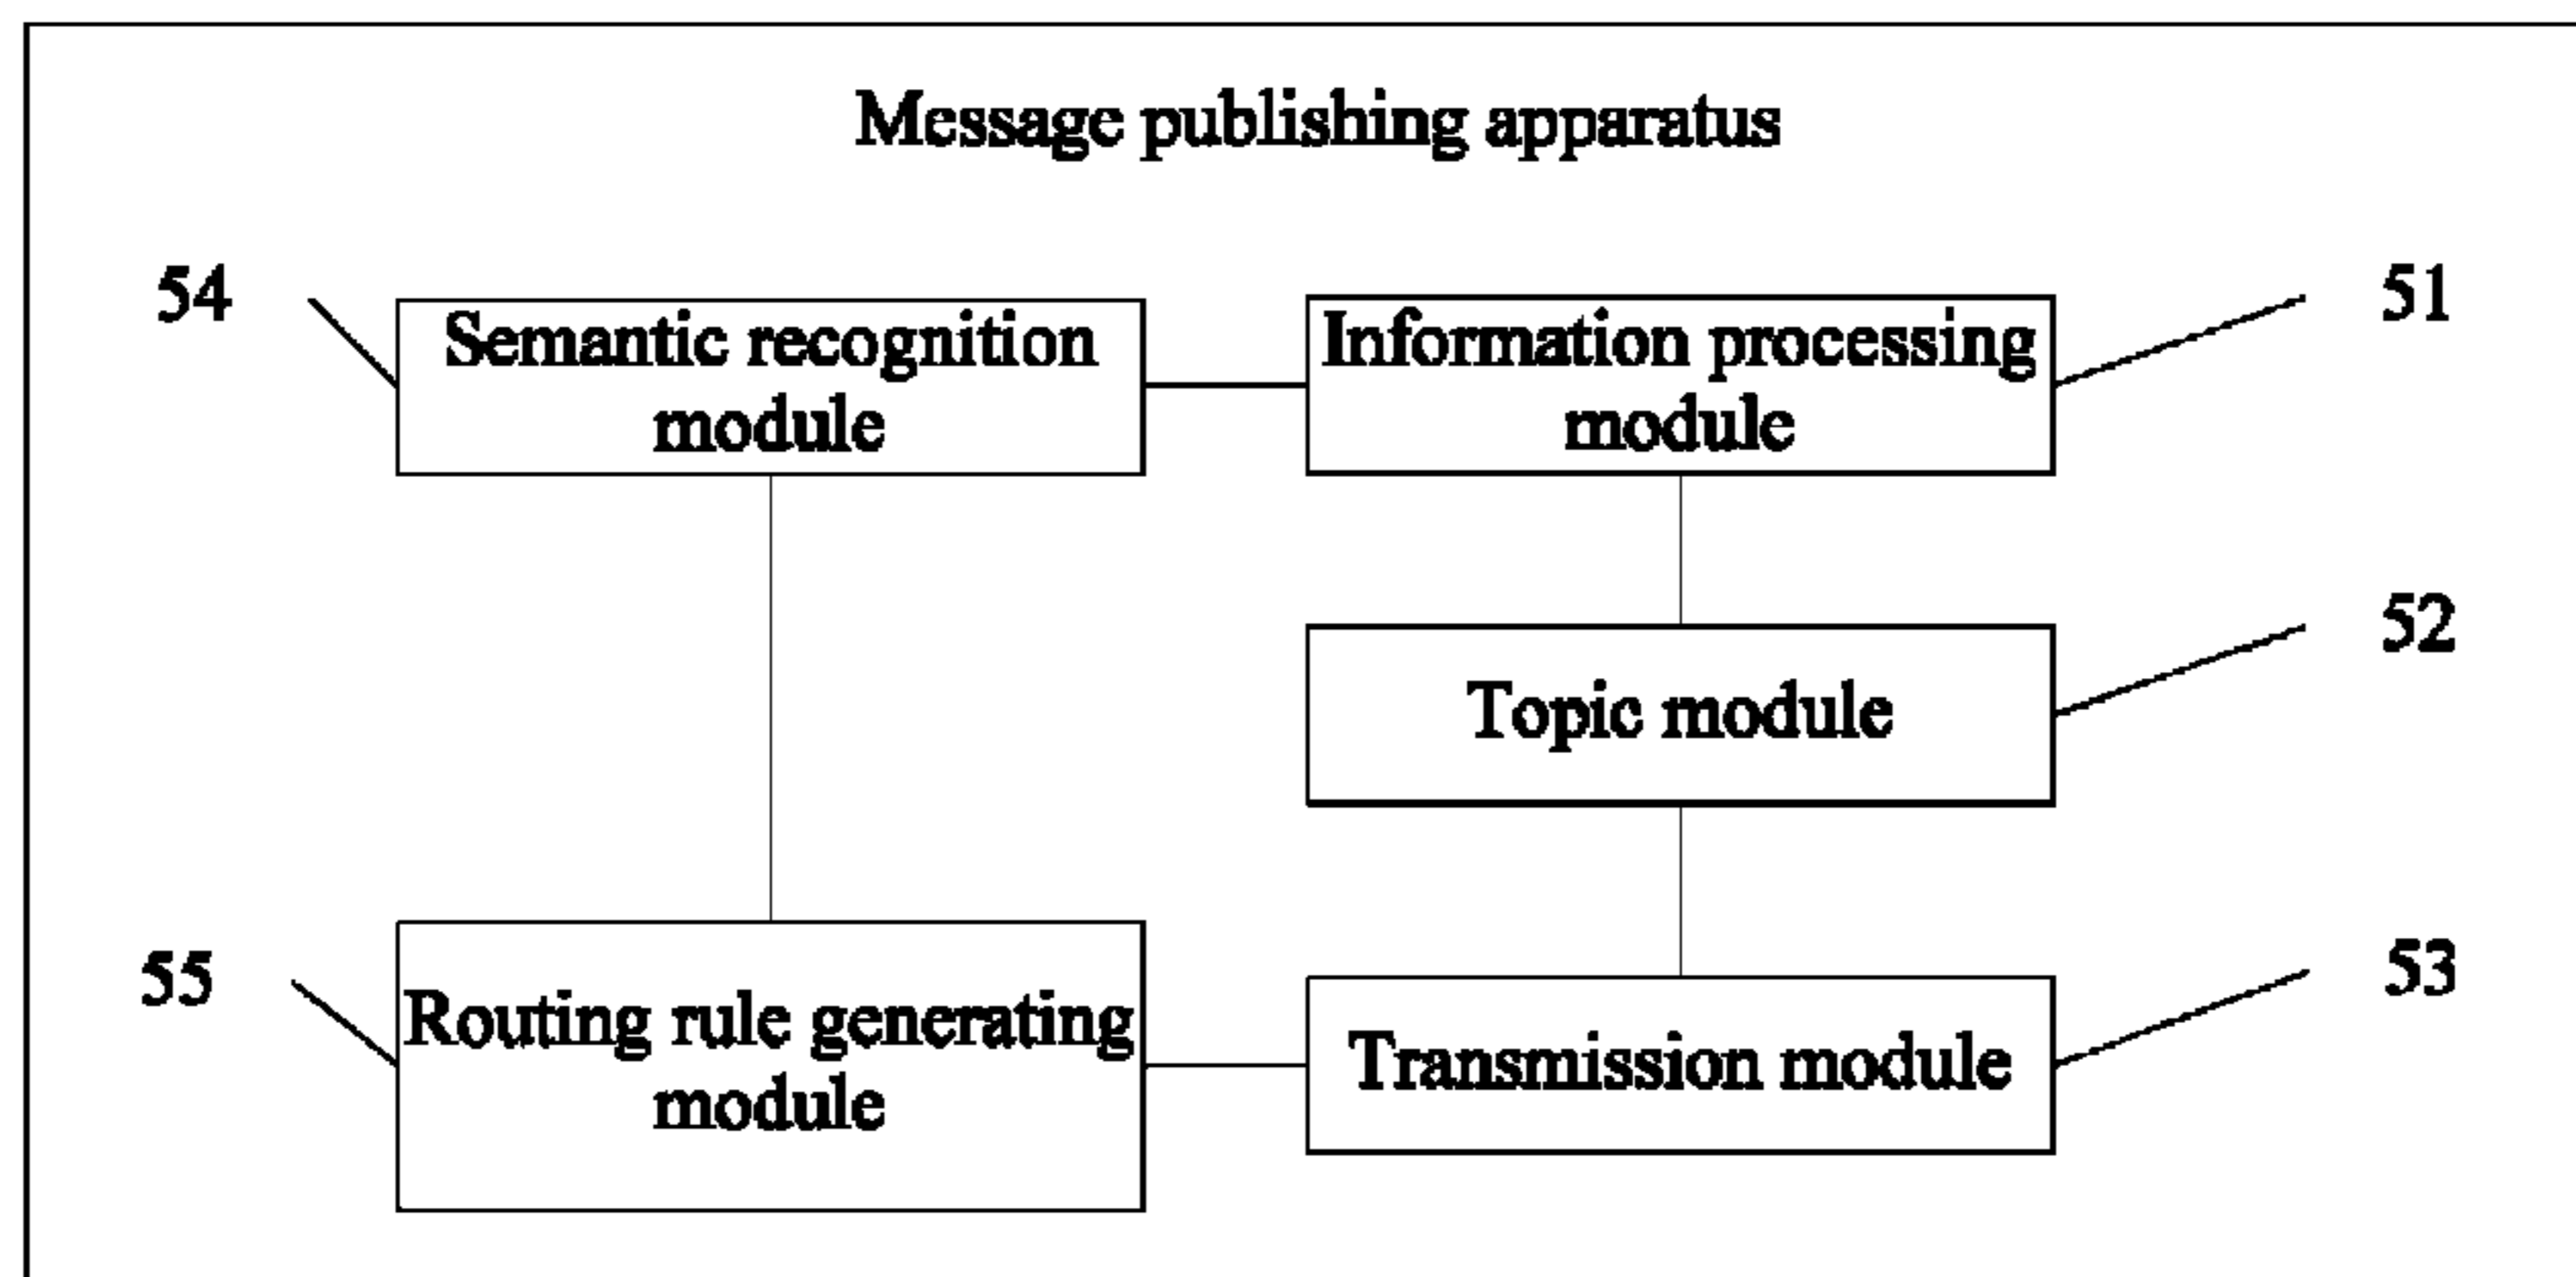 Message publishing apparatus
54
Semantic recognition
module
Information processing
module
51
Topic module
52
55
Routing rule generating
module
Transmission module
53